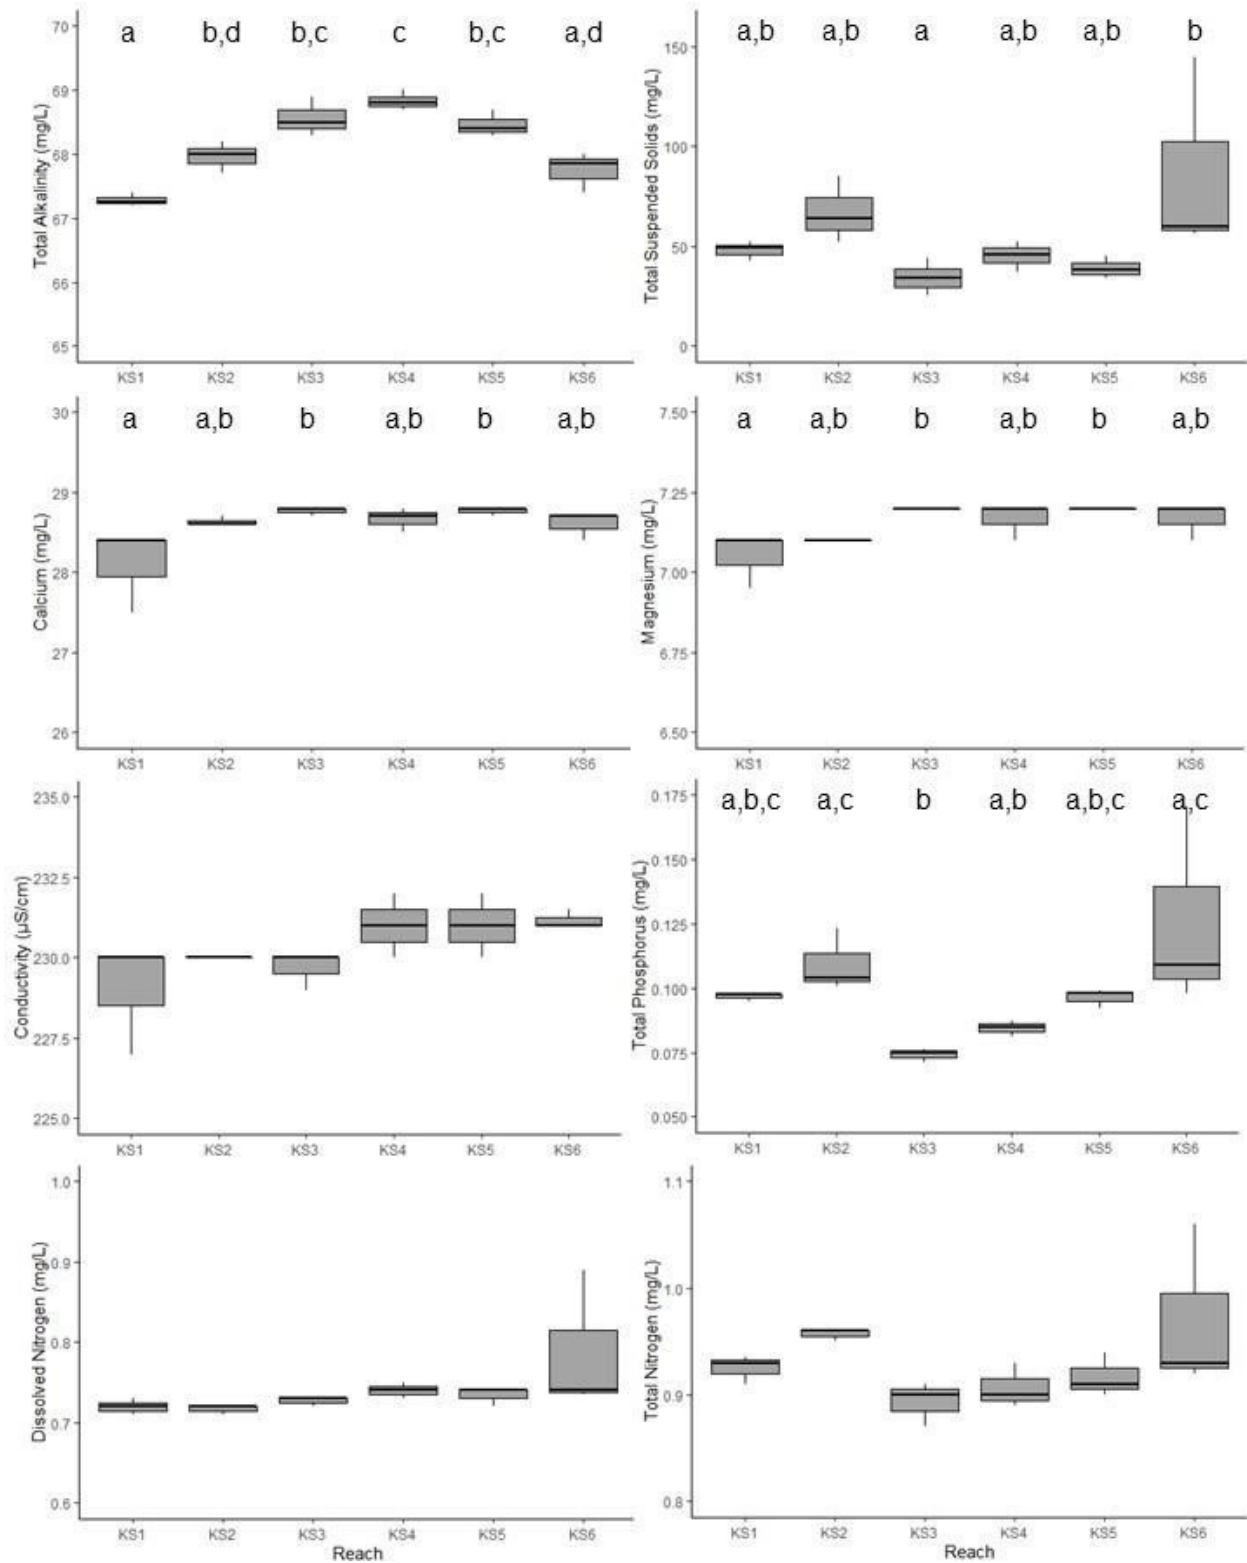 Total Alkalinity (mg/L)
70
69
68
67
66
65
a b,d b,c c b,c a,d
KS1 KS2 KS3 KS4 KS5 KS6
Total Suspended Solids (mg/L)
150
100
50
0
a,b a,b a a,b a,b b
KS1 KS2 KS3 KS4 KS5 KS6
Calcium (mg/L)
30
29
28
27
26
a a,b b a,b b a,b
KS1 KS2 KS3 KS4 KS5 KS6
Magnesium (mg/L)
7.50
7.25
7.00
6.75
6.50
a a,b b a,b b a,b
KS1 KS2 KS3 KS4 KS5 KS6
Conductivity (µS/cm)
235.0
232.5
230.0
227.5
225.0
KS1 KS2 KS3 KS4 KS5 KS6
Total Phosphorus (mg/L)
0.175
0.150
0.125
0.100
0.075
0.050
a,b,c a,c b a,b a,b,c a,c
KS1 KS2 KS3 KS4 KS5 KS6
Dissolved Nitrogen (mg/L)
1.0
0.9
0.8
0.7
0.6
KS1 KS2 KS3 KS4 KS5 KS6
Reach
Total Nitrogen (mg/L)
1.1
1.0
0.9
0.8
KS1 KS2 KS3 KS4 KS5 KS6
Reach